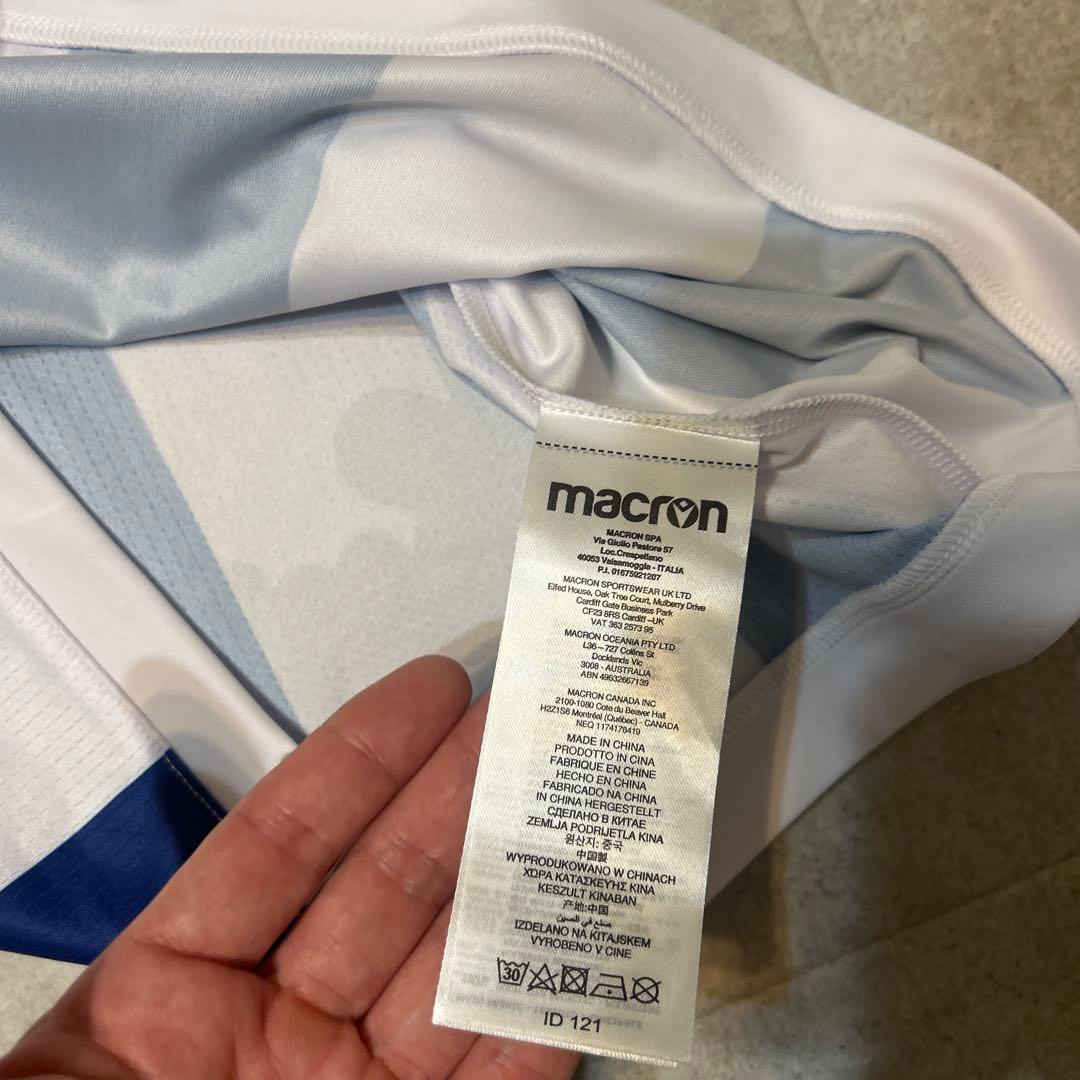 macron
MACRON SPA
Via Giulio Pastore 57
Loc.Crespellano
40053 Valsamoggia - ITALIA
P.I. 01675921207
MACRON SPORTSWEAR UK LTD
Elfed House, Oak Tree Court, Mulberry Drive
Cardiff Gate Business Park
CF23 8RS Cardiff –UK
VAT 363 2573 95
MACRON OCEANIA PTY LTD
L36 – 727 Collins St
Docklands Vic
3008 - AUSTRALIA
ABN 49632667139
MACRON CANADA INC
2100-1080 Cote du Beaver Hall
H2Z1S8 Montréal (Québec) - CANADA
NEQ 1174178419
MADE IN CHINA
PRODOTTO IN CINA
FABRIQUE EN CHINE
HECHO EN CHINA
FABRICADO NA CHINA
IN CHINA HERGESTELLT
СДЕЛАНО В КИТАЕ
ZEMLJA PODRIJETLA KINA
원산지: 중국
中国製
WYPRODUKOWANO W CHINACH
ΧΩΡΑ ΚΑΤΑΣΚΕΥΗΣ ΚΙΝΑ
KESZULT KINABAN
产地:中国
صنع في الصين
IZDELANO NA KITAJSKEM
VYROBENO V CINE
30
ID 121